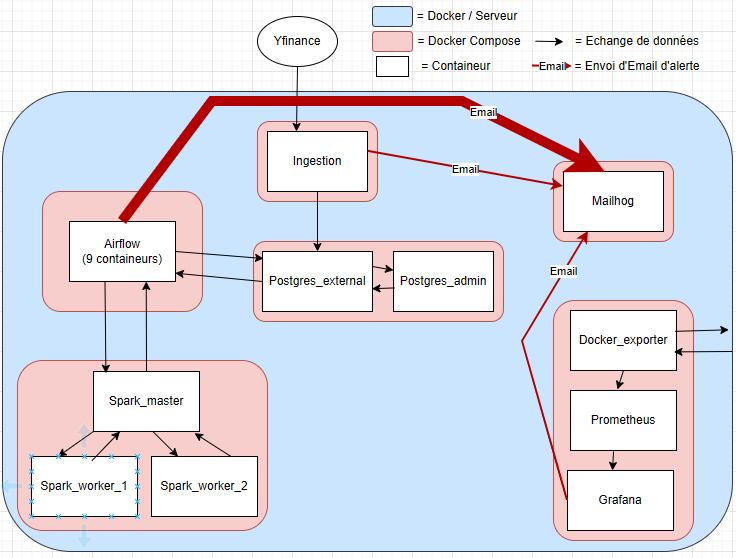 = Docker / Serveur
Yfinance
= Docker Compose
= Echange de données
= Containeur
Email
= Envoi d'Email d'alerte
Email
Ingestion
Email
Mailhog
Airflow
(9 containeurs)
Postgres_external
Postgres_admin
Email
Docker_exporter
Spark_master
Prometheus
Spark_worker_1
Spark_worker_2
Grafana